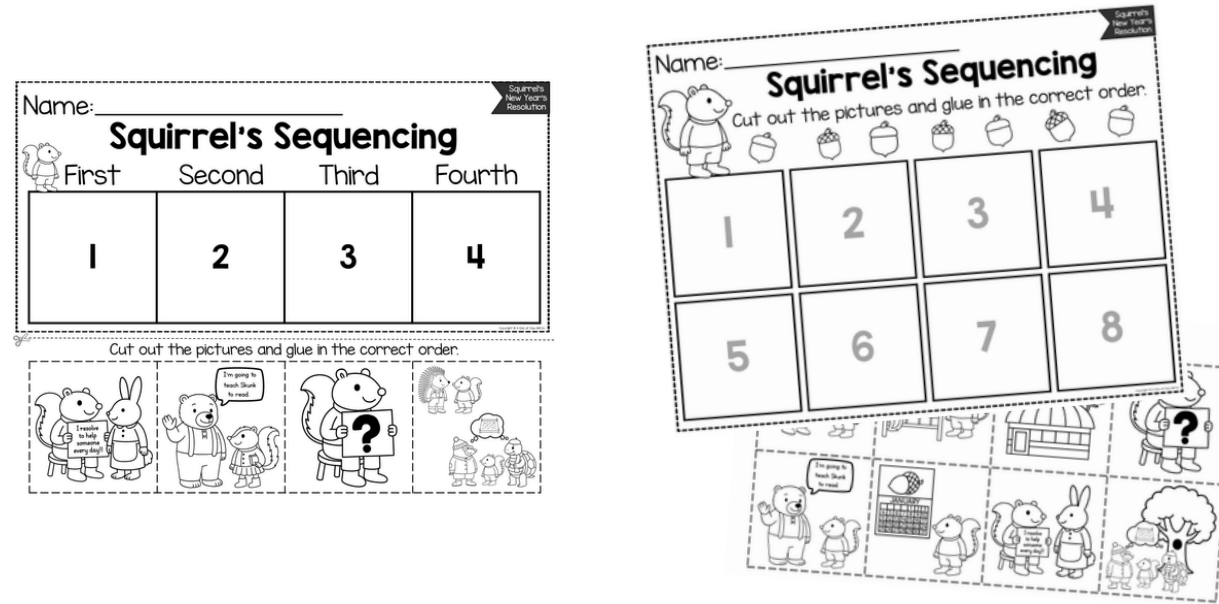 Squirrel's
New Year's
Resolution
Name:
Squirrel's Sequencing
First Second Third Fourth
1 2 3 4
Cut out the pictures and glue in the correct order.
I resolve
to help
someone
every day!!
I'm going to
teach Skunk
to read.
?
Squirrel's
New Year's
Resolution
Name:
Squirrel's Sequencing
Cut out the pictures and glue in the correct order.
1 2 3 4
5 6 7 8
?
I'm going to
teach Skunk
to read.
JANUARY
I resolve
to help
someone
every day!!